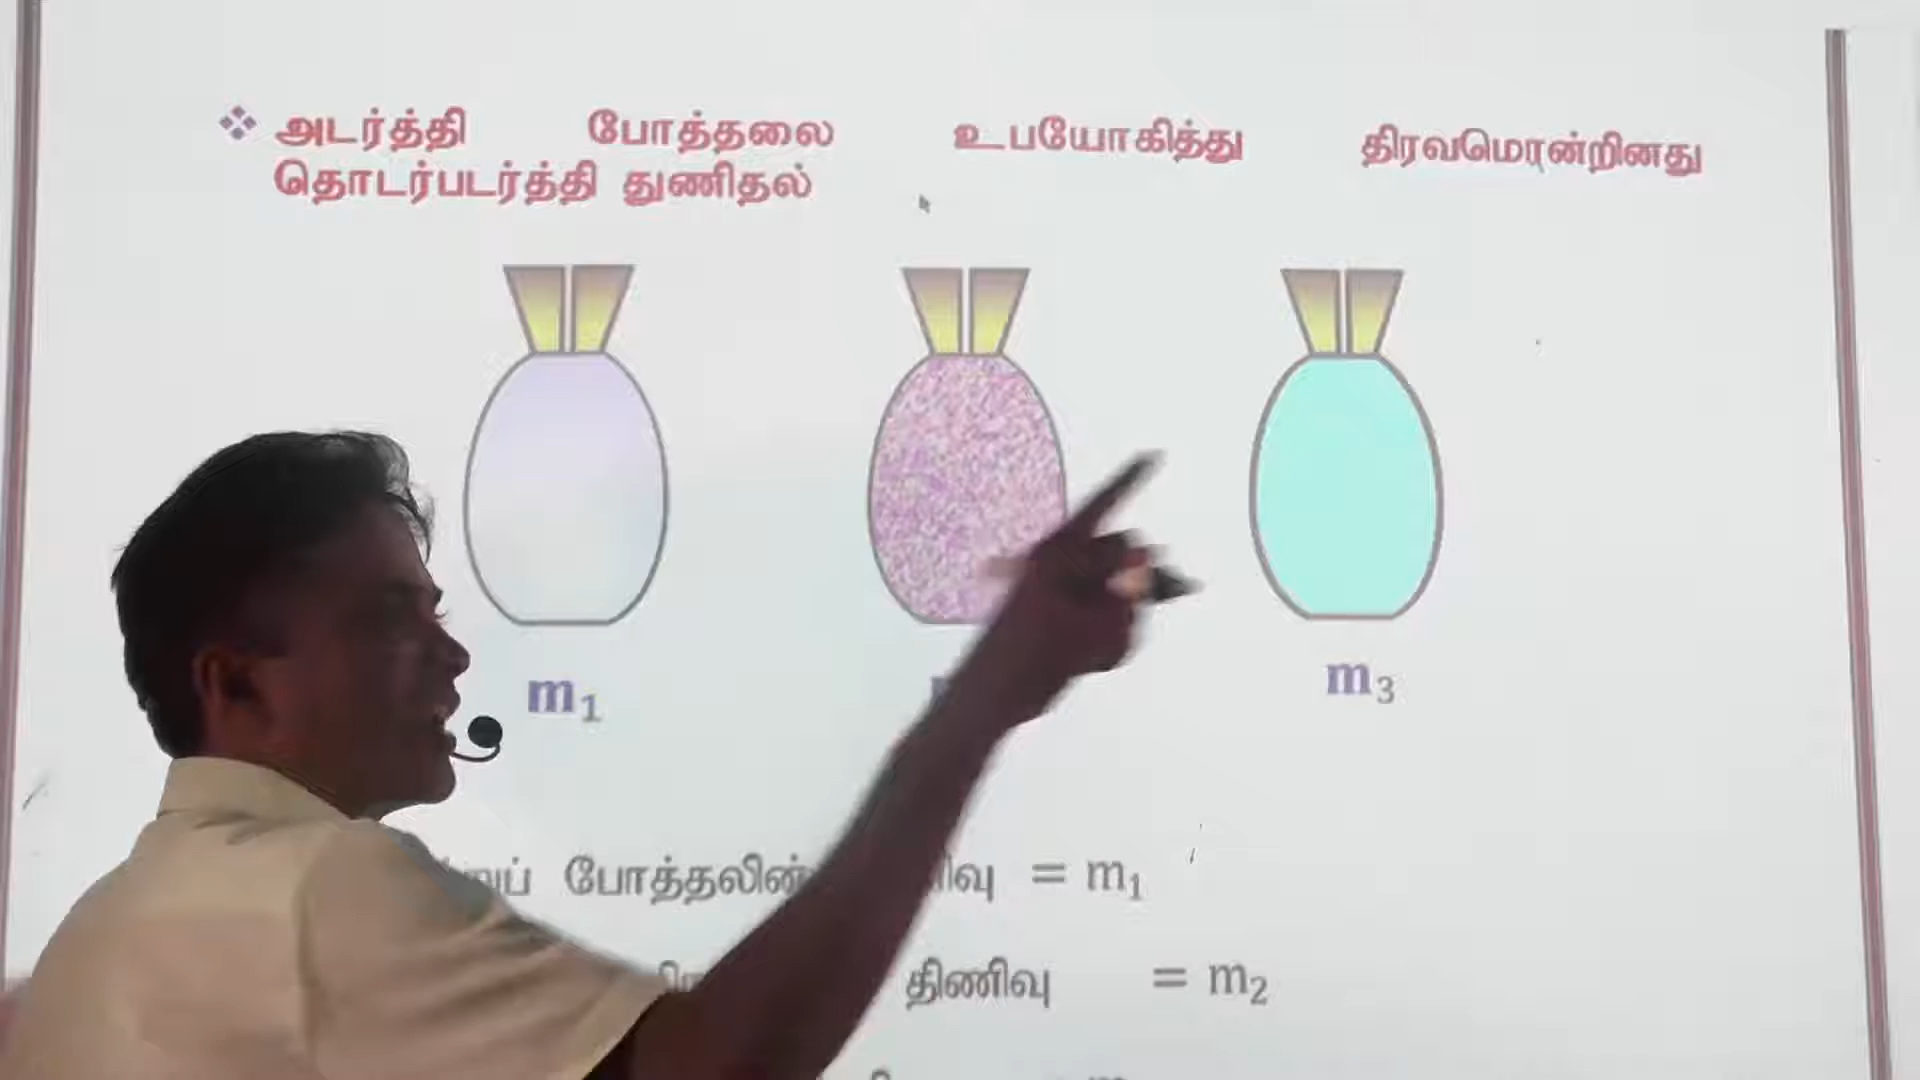 அடர்த்தி போத்தலை உபயோகித்து திரவமொன்றினது
தொடர்படர்த்தி துணிதல்
m₁
m₃
போத்தலின் = m₁
திணிவு = m₂